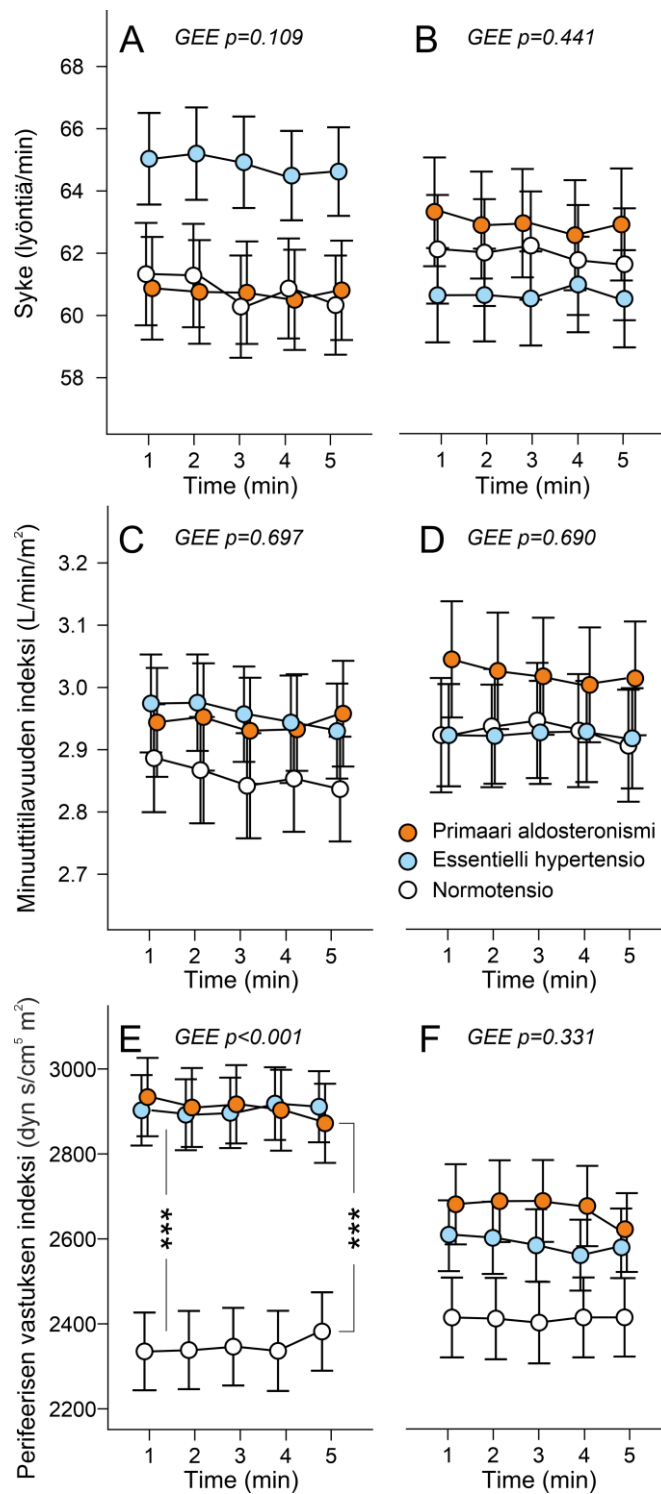 A GEE p=0.109
B GEE p=0.441
Syke (lyöntiä/min)
68
66
64
62
60
58
1 2 3 4 5
Time (min)
1 2 3 4 5
Time (min)
C GEE p=0.697
D GEE p=0.690
Minuuttitilavuuden indeksi (L/min/m²)
3.2
3.1
3.0
2.9
2.8
2.7
Primaari aldosteronismi
Essentielli hypertensio
Normotensio
1 2 3 4 5
Time (min)
1 2 3 4 5
Time (min)
E GEE p<0.001
F GEE p=0.331
Perifeerisen vastuksen indeksi (dyn s/cm⁵ m²)
3000
2800
2600
2400
2200
***
***
1 2 3 4 5
Time (min)
1 2 3 4 5
Time (min)